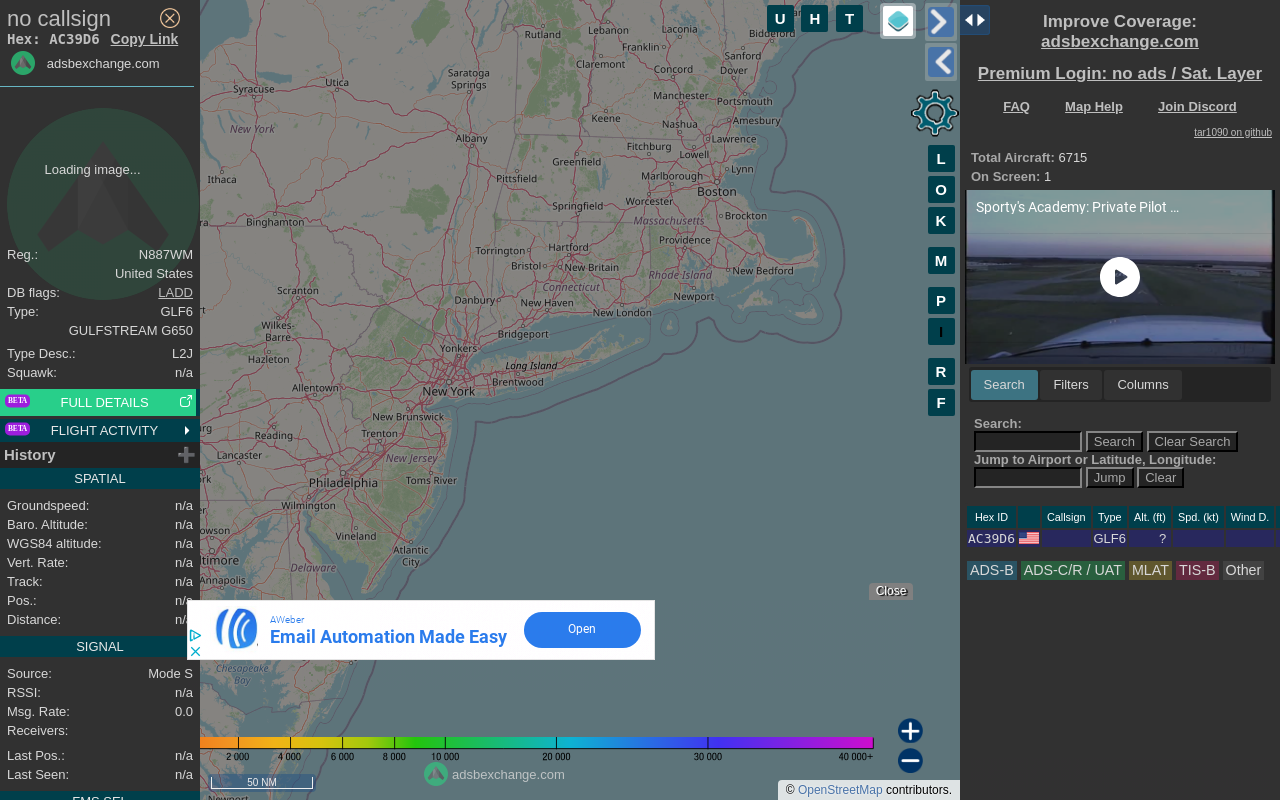 no callsign
Hex: AC39D6 Copy Link
adsbexchange.com
Loading image...
Reg.: N887WM
United States
DB flags: LADD
Type: GLF6
GULFSTREAM G650
Type Desc.: L2J
Squawk: n/a
BETA FULL DETAILS
BETA FLIGHT ACTIVITY
History
SPATIAL
Groundspeed: n/a
Baro. Altitude: n/a
WGS84 altitude: n/a
Vert. Rate: n/a
Track: n/a
Pos.: n/a
Distance:
SIGNAL
Source: Mode S
RSSI: n/a
Msg. Rate: 0.0
Receivers:
Last Pos.: n/a
Last Seen: n/a
U H T
Rutland
Lebanon
Laconia
Biddeford
Franklin
Claremont
Concord
Sanford
Dover
Saratoga
Springs
Utica
Syracuse
Manchester
Portsmouth
Keene
Nashua
Amesbury
New York
Albany
Lawrence
Fitchburg
Lowell
Greenfield
Lynn
Ithaca
Pittsfield
Marlborough
Boston
Worcester
Springfield
Binghamton
Massachusetts
Brockton
Hartford
Providence
Torrington
Bristol
New Britain
New Bedford
Rhode Island
Connecticut
Scranton
Danbury
New Haven
Newport
New London
Wilkes-
Barre
Bridgeport
Hazleton
Yonkers
Long Island
Allentown
New York
Brentwood
New Brunswick
Reading
Trenton
Lancaster
New Jersey
Philadelphia
Toms River
Wilmington
Vineland
Atlantic
City
Annapolis
Delaware
Chesapeake
Bay
L
O
K
M
P
I
R
F
Close
AWeber
Email Automation Made Easy
Open
2 000 4 000 6 000 8 000 10 000 20 000 30 000 40 000+
adsbexchange.com
50 NM
© OpenStreetMap contributors.
Improve Coverage:
adsbexchange.com
Premium Login: no ads / Sat. Layer
FAQ Map Help Join Discord
tar1090 on github
Total Aircraft: 6715
On Screen: 1
Sporty's Academy: Private Pilot ...
Search Filters Columns
Search:
Search Clear Search
Jump to Airport or Latitude, Longitude:
Jump Clear
Hex ID Callsign Type Alt. (ft) Spd. (kt) Wind D.
AC39D6 GLF6 ?
ADS-B ADS-C/R / UAT MLAT TIS-B Other